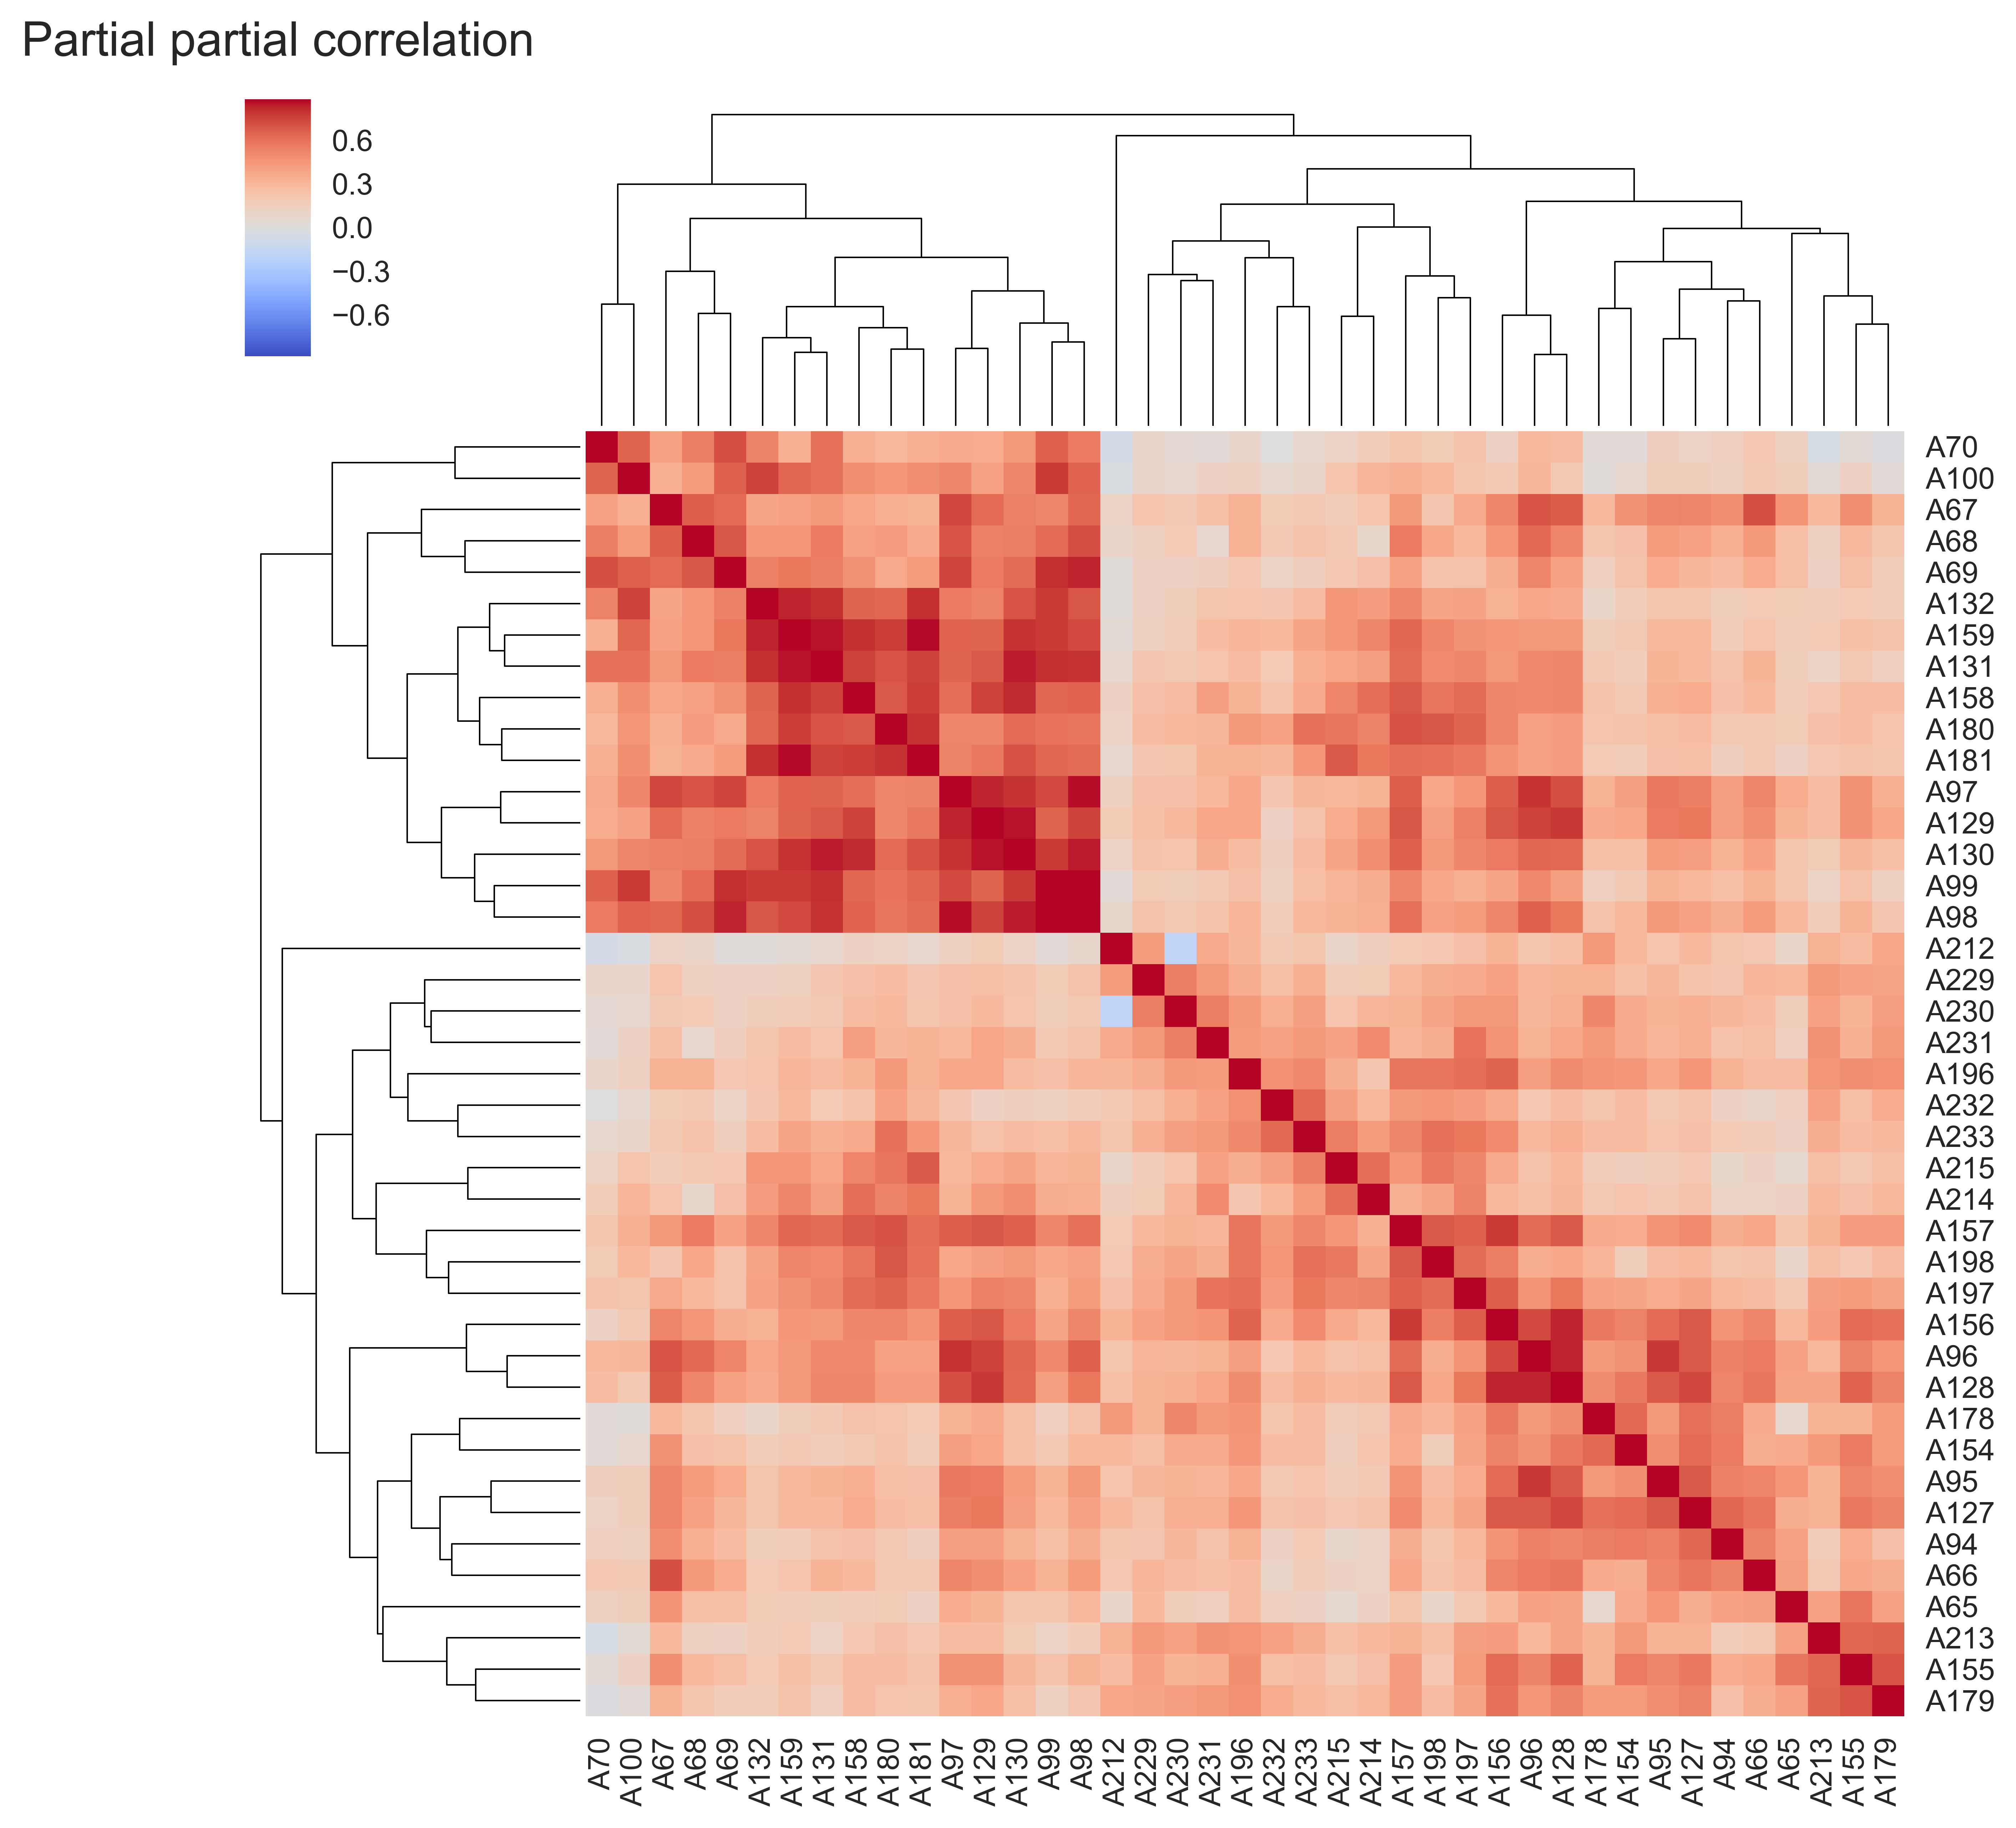 Partial partial correlation
0.6
0.3
0.0
−0.3
−0.6
A70
A100
A67
A68
A69
A132
A159
A131
A158
A180
A181
A97
A129
A130
A99
A98
A212
A229
A230
A231
A196
A232
A233
A215
A214
A157
A198
A197
A156
A96
A128
A178
A154
A95
A127
A94
A66
A65
A213
A155
A179
A70 A100 A67 A68 A69 A132 A159 A131 A158 A180 A181 A97 A129 A130 A99 A98 A212 A229 A230 A231 A196 A232 A233 A215 A214 A157 A198 A197 A156 A96 A128 A178 A154 A95 A127 A94 A66 A65 A213 A155 A179